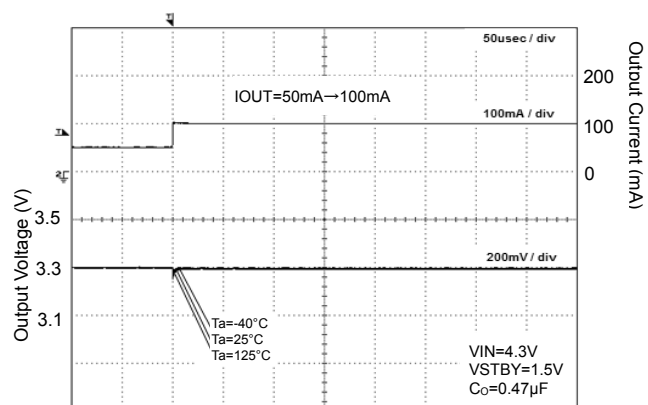 50usec / div
200
IOUT=50mA→100mA
100mA / div
100
0
Output Current (mA)
Output Voltage (V)
3.5
3.3
3.1
200mV / div
Ta=-40°C
Ta=25°C
Ta=125°C
VIN=4.3V
VSTBY=1.5V
Co=0.47µF